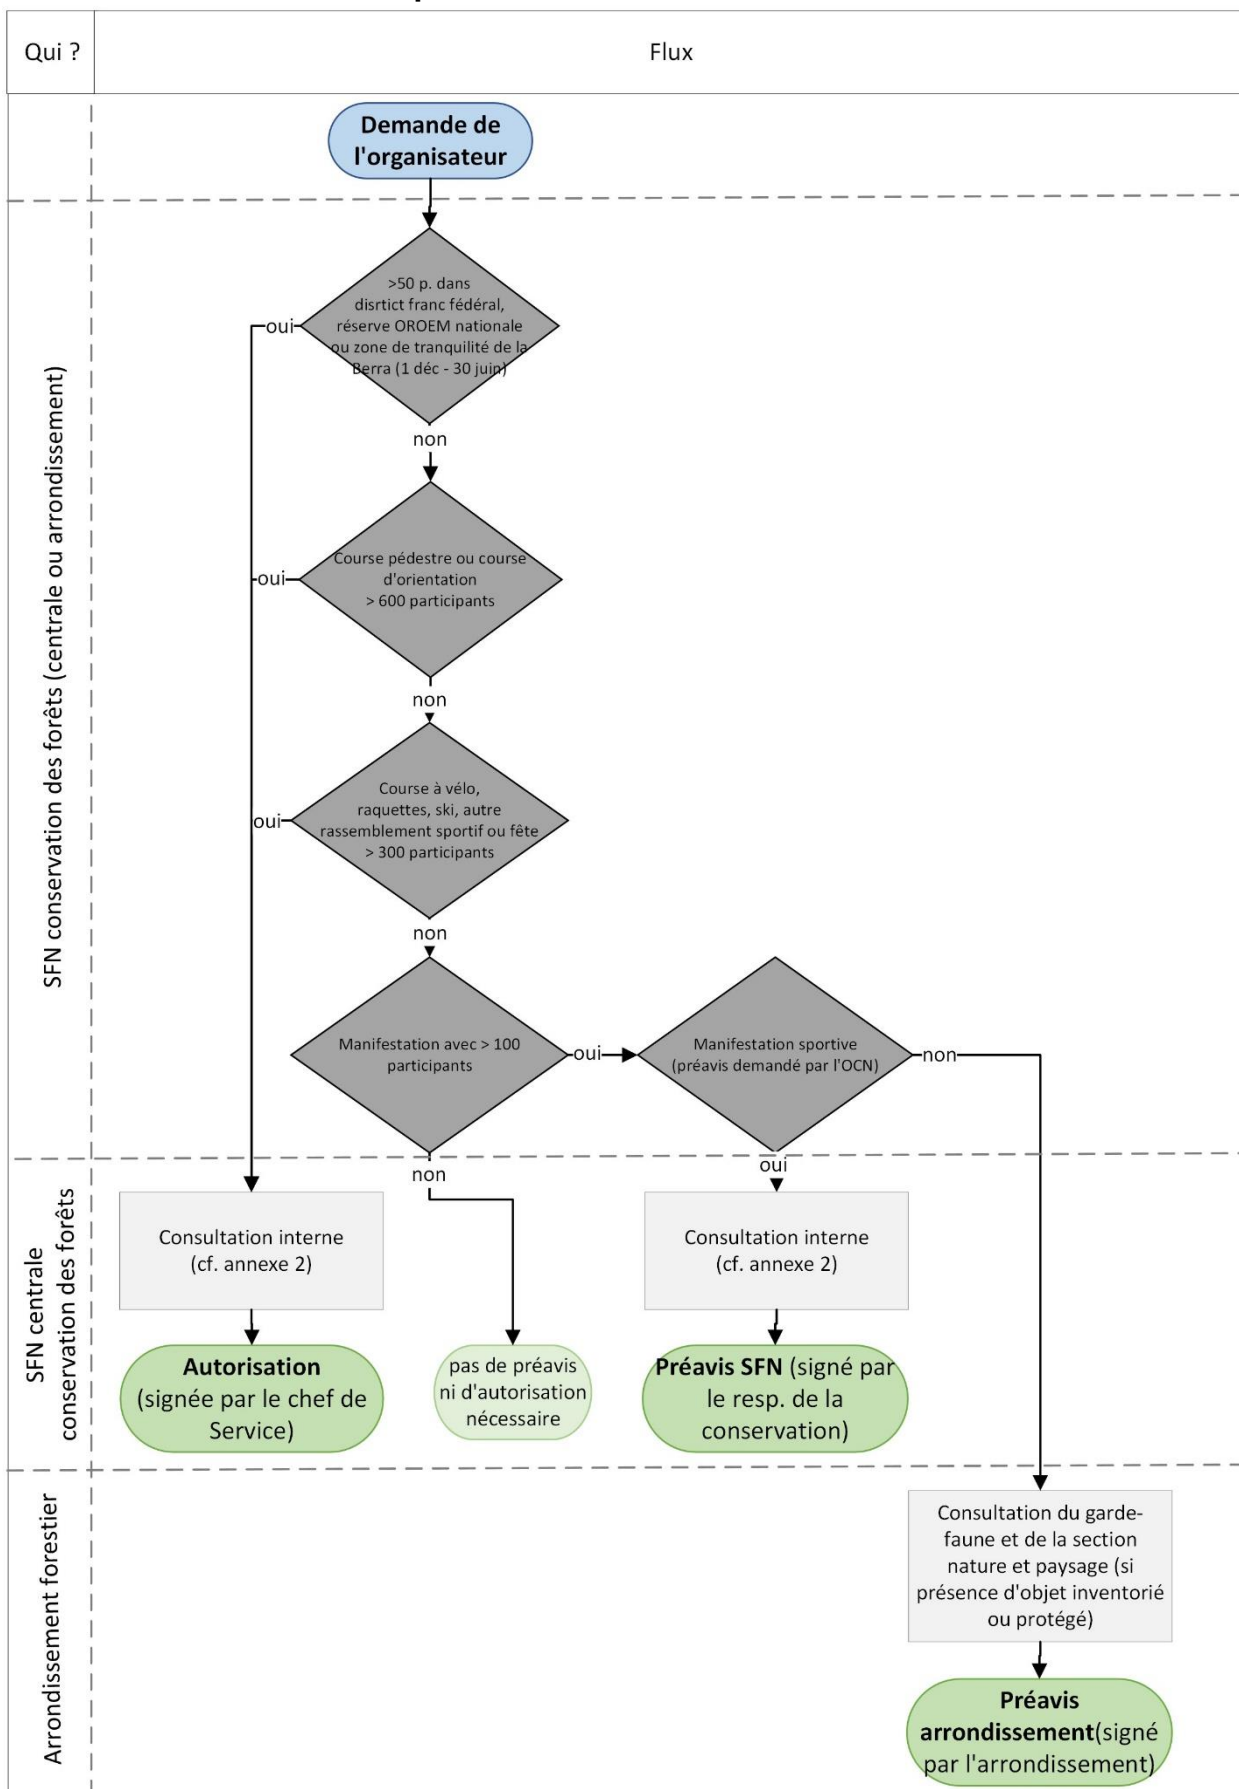 Qui ?
Flux
Demande de
l'organisateur
SFN conservation des forêts (centrale ou arrondissement)
>50 p. dans
disrtict franc fédéral,
réserve OROEM nationale
ou zone de tranquilité de la
Berra (1 déc - 30 juin)
oui
non
Course pédestre ou course
d'orientation
> 600 participants
oui
non
Course à vélo,
raquettes, ski, autre
rassemblement sportif ou fête
> 300 participants
oui
non
Manifestation avec > 100
participants
oui
Manifestation sportive
(préavis demandé par l'OCN)
non
non
oui
SFN centrale
conservation des forêts
Consultation interne
(cf. annexe 2)
Consultation interne
(cf. annexe 2)
Autorisation
(signée par le chef de
Service)
pas de préavis
ni d'autorisation
nécessaire
Préavis SFN (signé par
le resp. de la
conservation)
Arrondissement forestier
Consultation du garde-
faune et de la section
nature et paysage (si
présence d'objet inventorié
ou protégé)
Préavis
arrondissement(signé
par l'arrondissement)